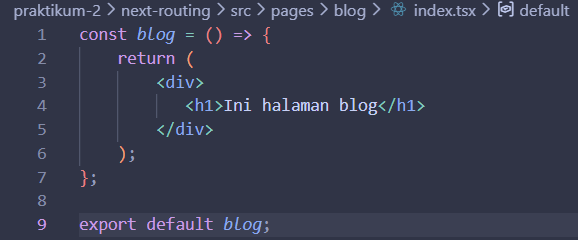 praktikum-2 > next-routing > src > pages > blog > index.tsx > default
1 const blog = () => {
2 return (
3 <div>
4 <h1>Ini halaman blog</h1>
5 </div>
6 );
7 };
8
9 export default blog;